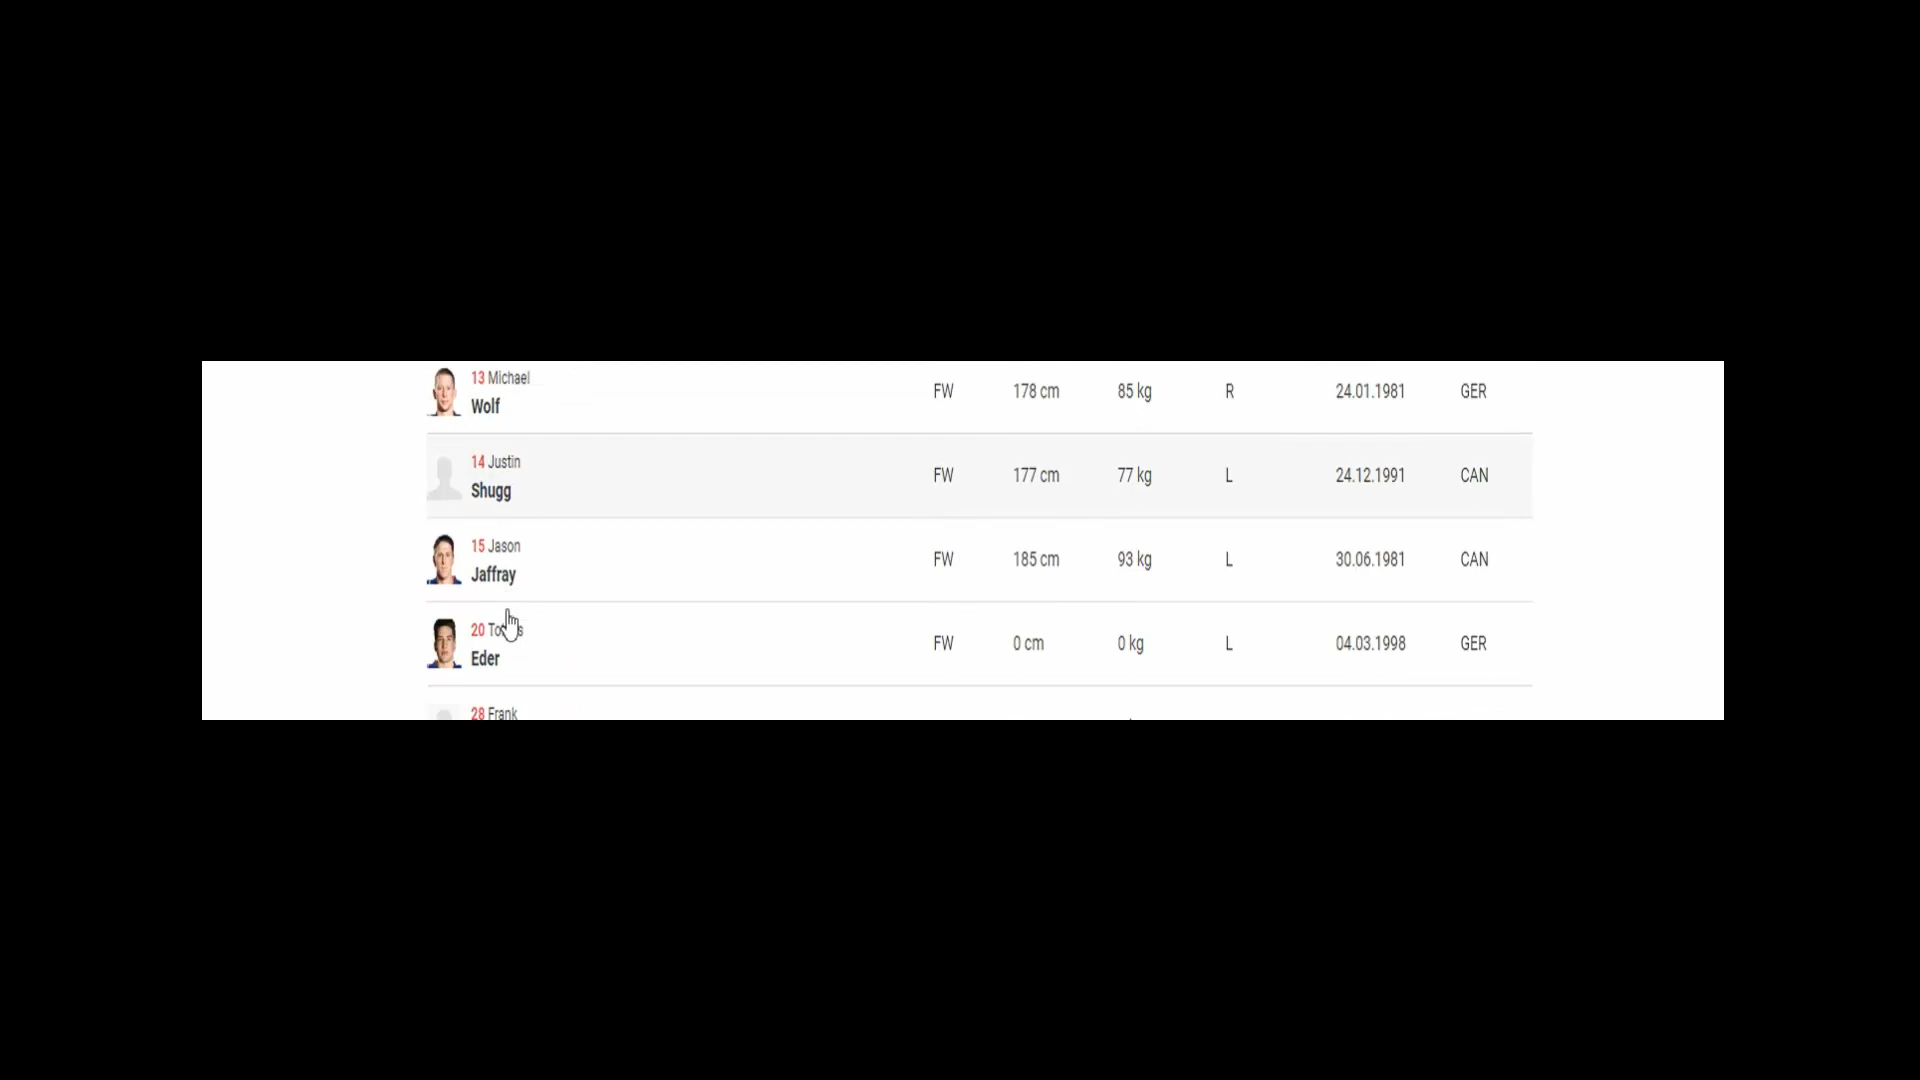 13 Michael
Wolf
FW 178 cm 85 kg R 24.01.1981 GER
14 Justin
Shugg
FW 177 cm 77 kg L 24.12.1991 CAN
15 Jason
Jaffray
FW 185 cm 93 kg L 30.06.1981 CAN
20
Eder
FW 0 cm 0 kg L 04.03.1998 GER
28 Frank